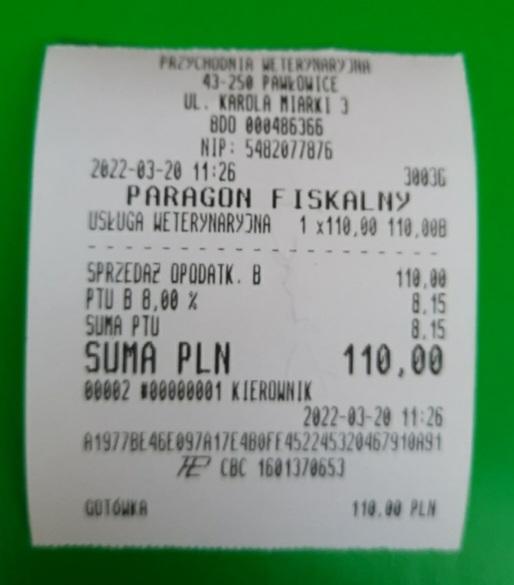 PRZYCHODNIA WETERYNARYJNA
43-250 PAWŁOWICE
UL. KAROLA MIARKI 3
BDO 000486366
NIP: 5482077876
2022-03-20 11:26 3003G
PARAGON FISKALNY
USŁUGA WETERYNARYJNA 1 x110,00 110,00B
SPRZEDAŻ OPODATK. B 110,00
PTU B 8,00 % 8,15
SUMA PTU 8,15
SUMA PLN 110,00
00002 #00000001 KIEROWNIK
2022-03-20 11:26
A1977BE46E097A17E4B0FE452245320467910A91
CBC 1601370653
GOTÓWKA 110,00 PLN